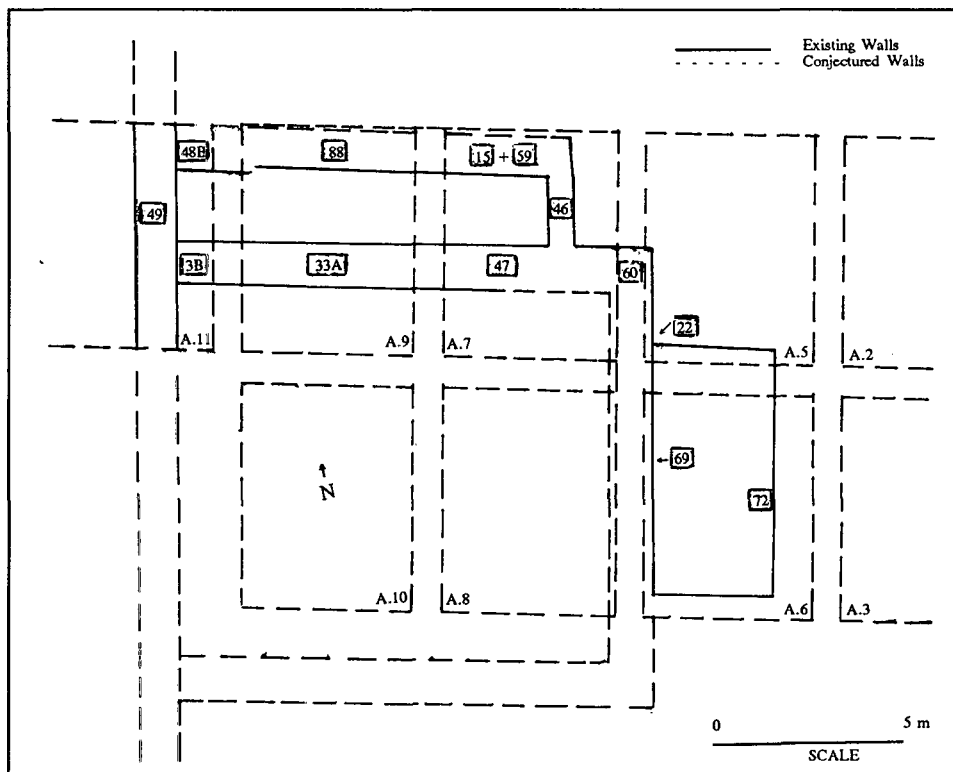 Existing Walls
Conjectured Walls
48B
88
15 + 59
49
46
3B
33A
47
60
22
A.11
A.9
A.7
A.5
A.2
69
N
72
A.10
A.8
A.6
A.3
0 5 m
SCALE